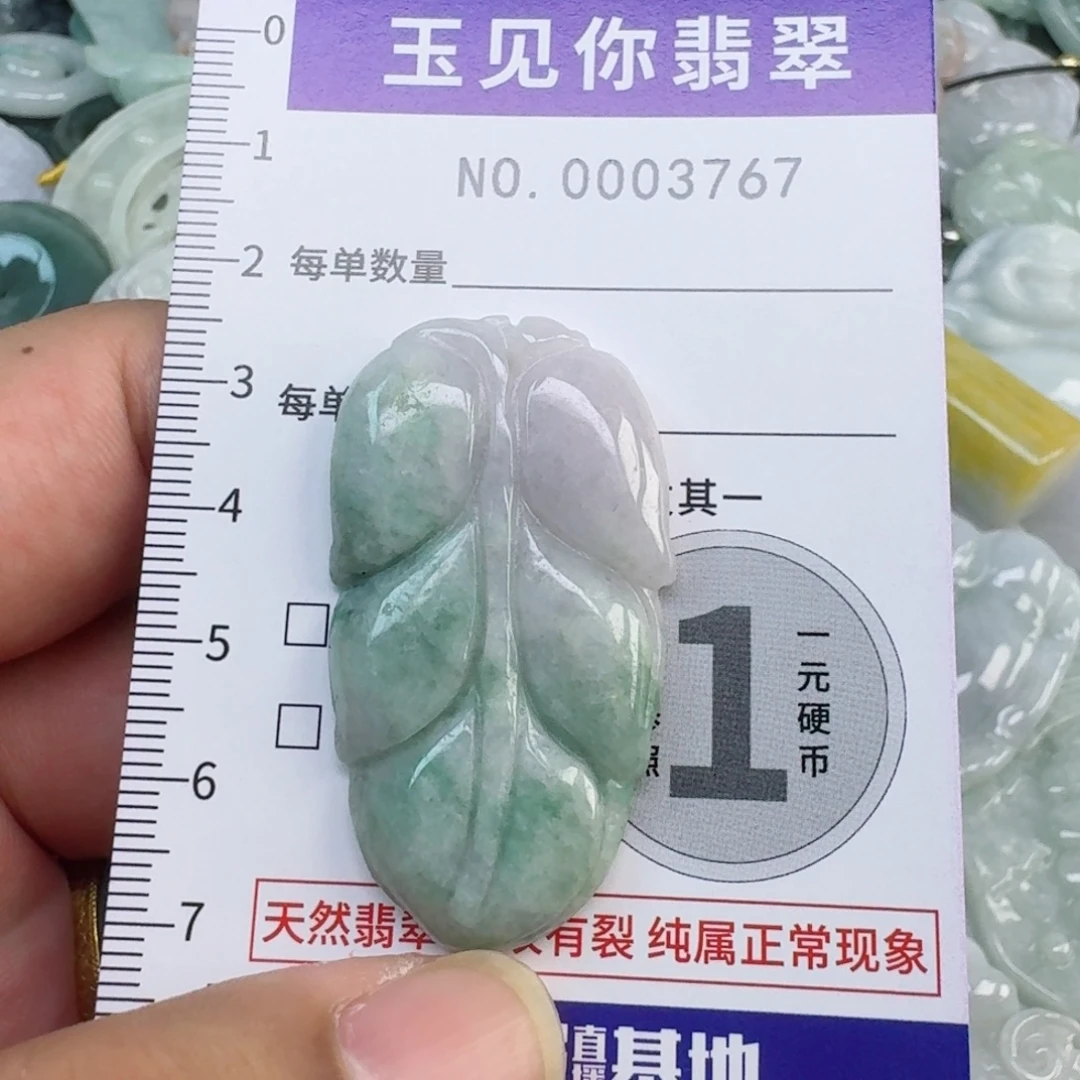 玉见你翡翠
NO. 0003767
每单数量
每单
其一
1
一元硬币
照
天然翡翠 有裂 纯属正常现象
基地
0
1
2
3
4
5
6
7